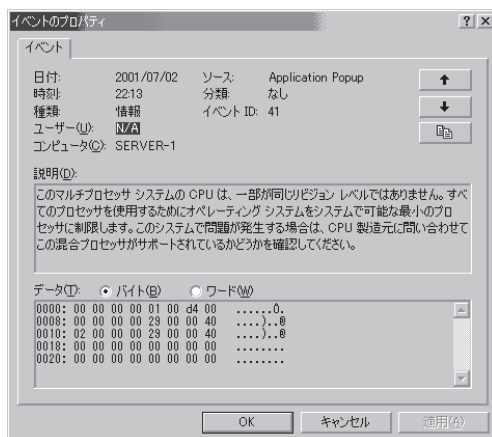 イベントのプロパティ
イベント
日付: 2001/07/02 ソース: Application Popup
時刻: 22:13 分類: なし
種類: 情報 イベント ID: 41
ユーザー(U): N/A
コンピュータ(C): SERVER-1
説明(D):
このマルチプロセッサ システムの CPU は、一部が同じリビジョン レベルではありません。すべ
てのプロセッサを使用するためにオペレーティング システムをシステムで可能な最小のプロ
セッサに制限します。このシステムで問題が発生する場合は、CPU 製造元に問い合わせて
この混合プロセッサがサポートされているかどうかを確認してください。
データ(T): バイト(B) ワード(W)
0000: 00 00 00 00 01 00 d4 00 ......Ô.
0008: 00 00 00 00 29 00 00 40 ....)..@
0010: 02 00 00 00 29 00 00 40 ....)..@
0018: 00 00 00 00 00 00 00 00 ........
0020: 00 00 00 00 00 00 00 00 ........
OK キャンセル 適用(A)